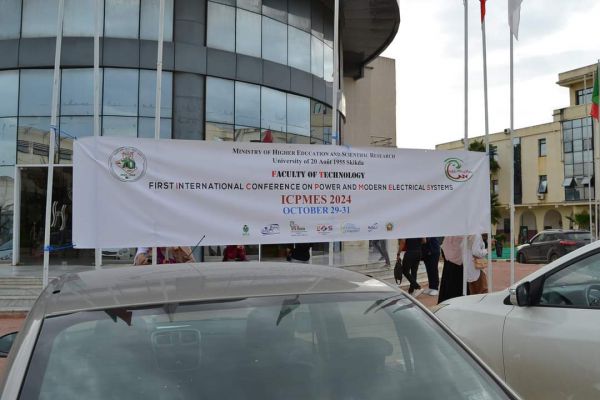 Ministry of Higher Education and Scientific Research
University of 20 Août 1955 Skikda
Faculty of Technology
First International Conference on Power and Modern Electrical Systems
ICPMES 2024
October 29-31